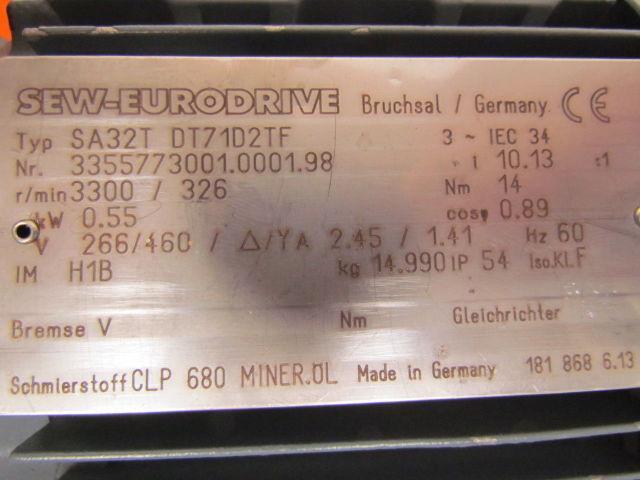 SEW-EURODRIVE Bruchsal / Germany. CE
Typ SA32T DT71D2TF 3 ~ IEC 34
Nr. 3355773001.0001.98 i 10.13 :1
r/min 3300 / 326 Nm 14
kW 0.55 cosφ 0.89
V 266/460 / Δ/Y A 2.45 / 1.41 Hz 60
IM H1B kg 14.990 IP 54 Iso.Kl. F
Bremse V Nm Gleichrichter
Schmierstoff CLP 680 MINER.ÖL Made in Germany 181 868 6.13